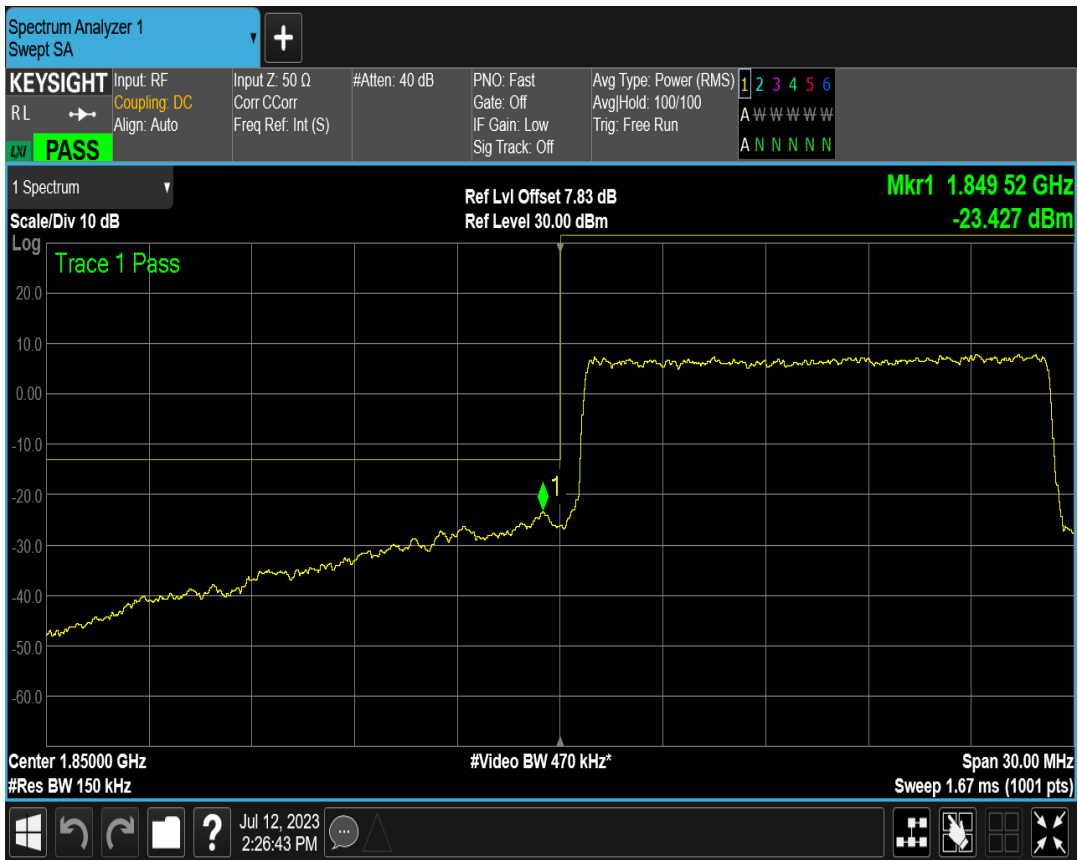 Spectrum Analyzer 1
Swept SA
+
KEYSIGHT
RL
LXI PASS
Input: RF
Coupling: DC
Align: Auto
Input Z: 50 Ω
Corr CCorr
Freq Ref: Int (S)
#Atten: 40 dB
PNO: Fast
Gate: Off
IF Gain: Low
Sig Track: Off
Avg Type: Power (RMS)
Avg|Hold: 100/100
Trig: Free Run
1 2 3 4 5 6
A W W W W W
A N N N N N
1 Spectrum
Scale/Div 10 dB
Ref Lvl Offset 7.83 dB
Ref Level 30.00 dBm
Mkr1 1.849 52 GHz
-23.427 dBm
Log
Trace 1 Pass
20.0
10.0
0.00
-10.0
-20.0
-30.0
-40.0
-50.0
-60.0
1
Center 1.85000 GHz
#Res BW 150 kHz
#Video BW 470 kHz*
Span 30.00 MHz
Sweep 1.67 ms (1001 pts)
?
Jul 12, 2023
2:26:43 PM